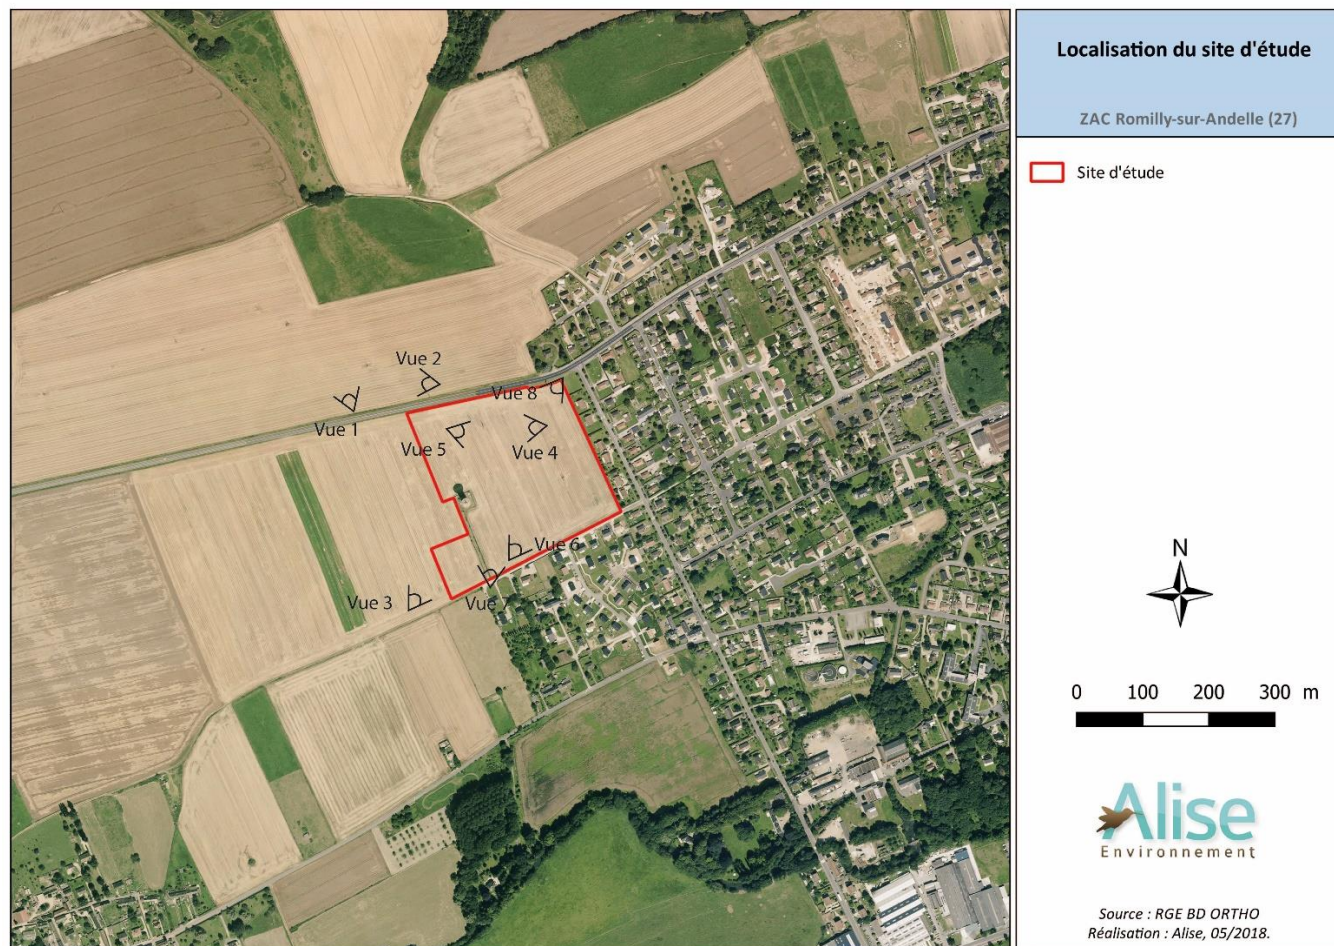 Localisation du site d'étude
ZAC Romilly-sur-Andelle (27)
Site d'étude
Vue 2
Vue 1
Vue 8
Vue 5
Vue 4
Vue 6
Vue 3
Vue 7
N
0 100 200 300 m
Alise
Environnement
Source : RGE BD ORTHO
Réalisation : Alise, 05/2018.